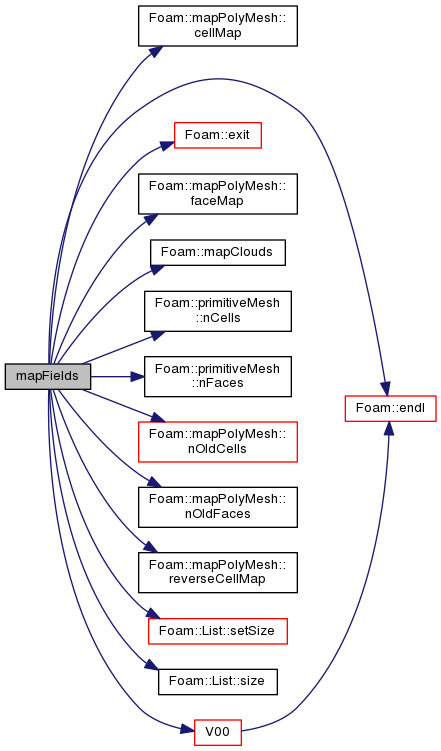 Foam::mapPolyMesh::
cellMap
Foam::exit
Foam::mapPolyMesh::
faceMap
Foam::mapClouds
Foam::primitiveMesh
::nCells
mapFields
Foam::primitiveMesh
::nFaces
Foam::endl
Foam::mapPolyMesh::
nOldCells
Foam::mapPolyMesh::
nOldFaces
Foam::mapPolyMesh::
reverseCellMap
Foam::List::setSize
Foam::List::size
V00